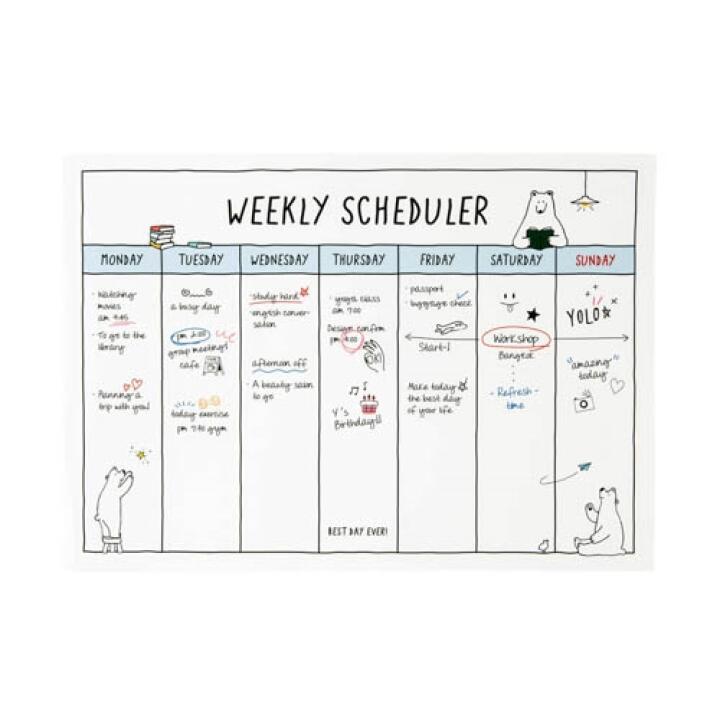 WEEKLY SCHEDULER
MONDAY TUESDAY WEDNESDAY THURSDAY FRIDAY SATURDAY SUNDAY
· Watching
movies
am 9:45
· To go to the
library
· Planning a
trip with you!
a busy day
pm 2:00
group meeting!
cafe
today exercise
pm 7 to gym
· study hard
· english conver-
sation
afternoon off
· A beauty salon
to go
· yoga class
am 7:00
Design confirm
pm 4:00
OK
Y's
Birthday!!
BEST DAY EVER!
· passport
· luggage check
Start-!
Make today
the best day
of your life
Workshop
Bangkok
· Refresh-
time
YOLO
"amazing"
today